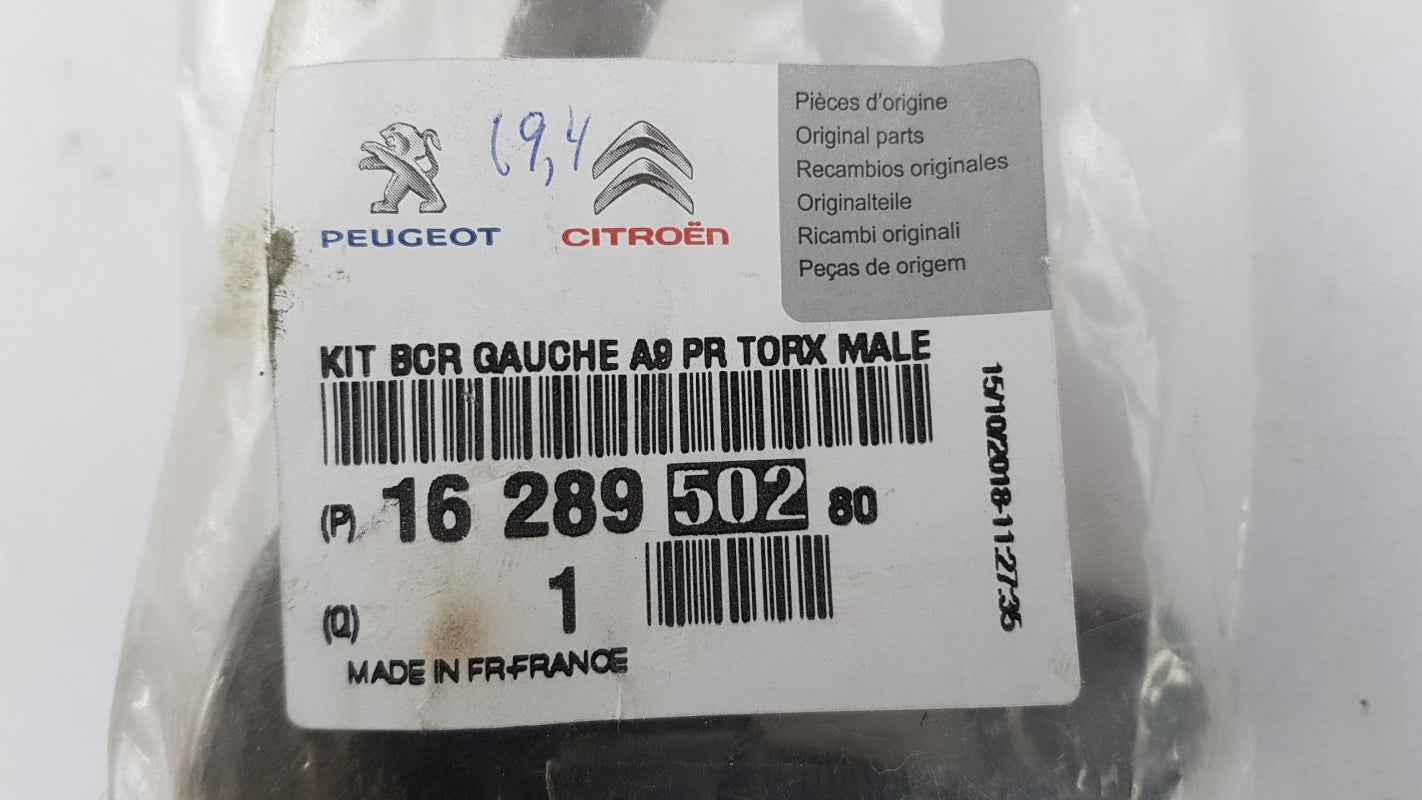 69,4
PEUGEOT
CITROËN
Pièces d'origine
Original parts
Recambios originales
Originalteile
Ricambi originali
Peças de origem
KIT BCR GAUCHE A9 PR TORX MALE
(P) 16 289 502 80
(Q) 1
MADE IN FR-FRANCE
15/10/2018-11:27:35